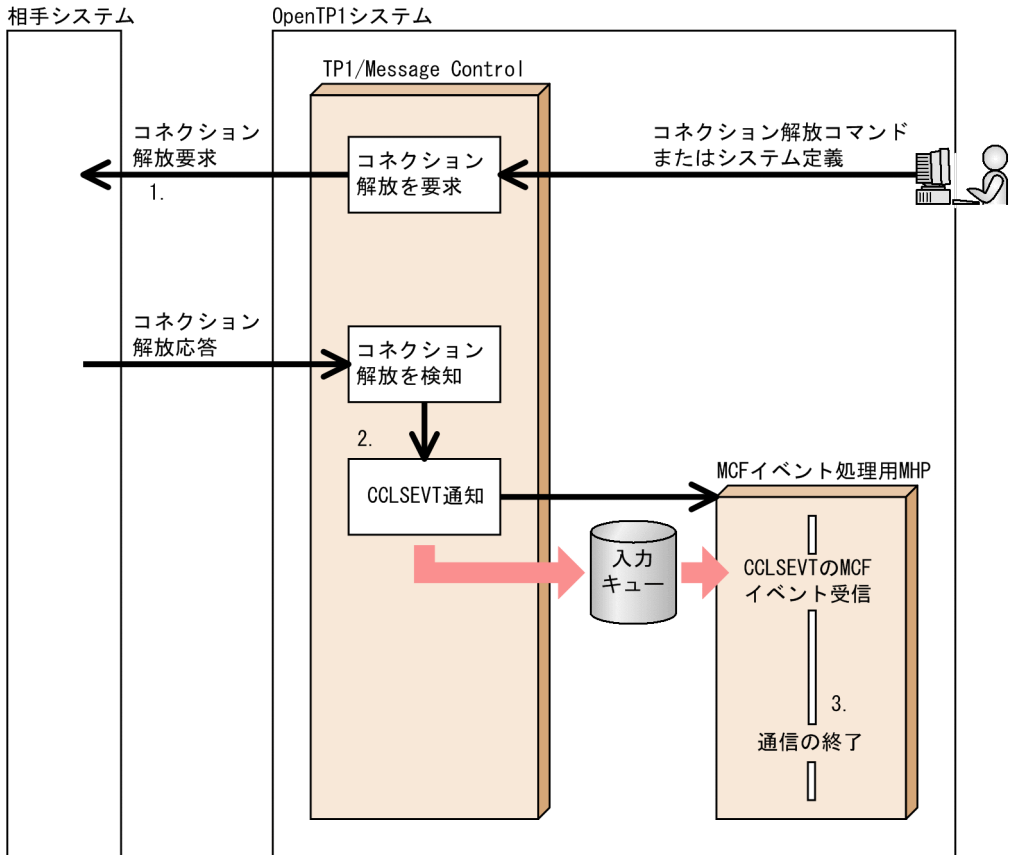 相手システム
OpenTP1システム
TP1/Message Control
コネクション
解放要求
1.
コネクション
解放を要求
コネクション解放コマンド
またはシステム定義
コネクション
解放応答
コネクション
解放を検知
2.
CCLSEVT通知
MCFイベント処理用MHP
入力
キュー
CCLSEVTのMCF
イベント受信
3.
通信の終了